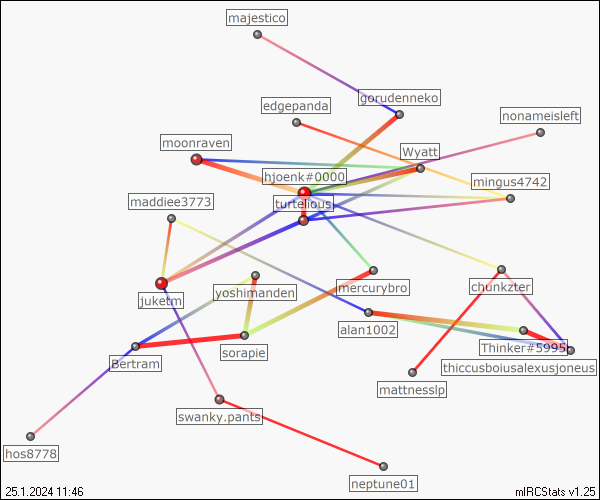 majestico
gorudenneko
edgepanda
nonameisleft
moonraven
Wyatt
hjoenk#0000
mingus4742
maddiee3773
turtelious
juketm
yoshimanden
mercurybro
chunkzter
alan1002
Bertram
sorapie
Thinker#5995
thiccusboiusalexusjoneus
mattnesslp
swanky.pants
hos8778
neptune01
25.1.2024 11:46
mIRCStats v1.25